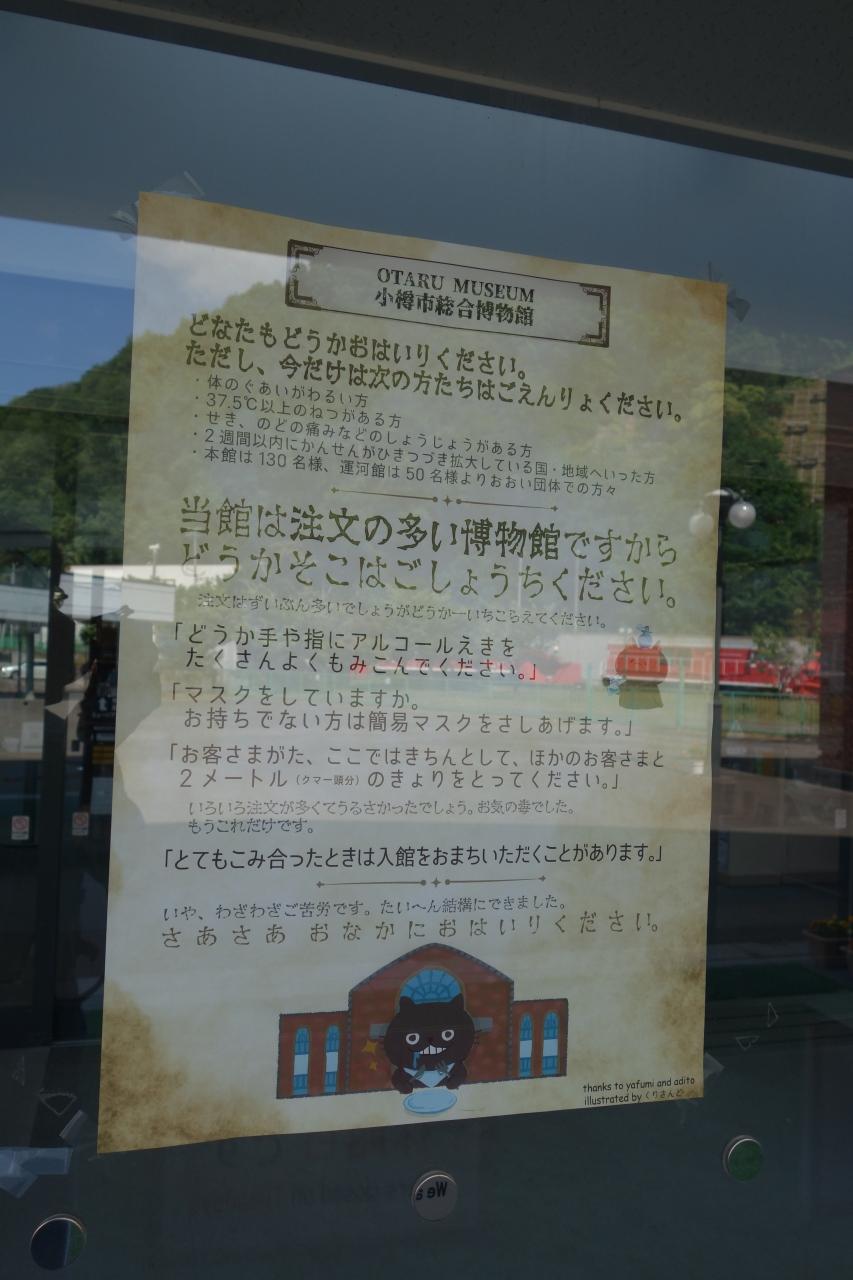 OTARU MUSEUM
小樽市総合博物館
どなたもどうかおはいりください。
ただし、今だけは次の方たちはごえんりょください。
・体のぐあいがわるい方
・37.5℃以上のねつがある方
・せき、のどの痛みなどのしょうじょうがある方
・2週間以内にかんせんがひきつづき拡大している国・地域へいった方
・本館は130名様、運河館は50名様よりおおい団体での方々
当館は注文の多い博物館ですから
どうかそこはごしょうちください。
注文はずいぶん多いでしょうがどうか一いちこらえてください。
「どうか手や指にアルコールえきを
たくさんよくもみこんでください。」
「マスクをしていますか。
お持ちでない方は簡易マスクをさしあげます。」
「お客さまがた、ここではきちんとして、ほかのお客さまと
2メートル(クマー頭分)のきょりをとってください。」
いろいろ注文が多くてうるさかったでしょう。お気の毒でした。
もうこれだけです。
「とてもこみ合ったときは入館をおまちいただくことがあります。」
いや、わざわざご苦労です。たいへん結構にできました。
さあさあおなかにおはいりください。
thanks to yafumi and adito
illustrated by くりさんど
We a